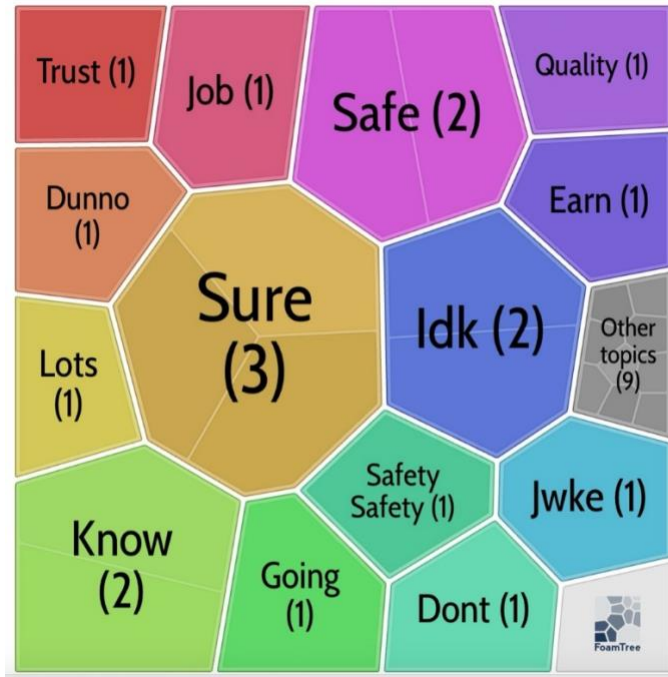 Trust (1)
Job (1)
Safe (2)
Quality (1)
Dunno
(1)
Earn (1)
Sure
(3)
Idk (2)
Other
topics
(9)
Lots
(1)
Safety
Safety (1)
Jwke (1)
Know
(2)
Going
(1)
Dont (1)
FoamTree